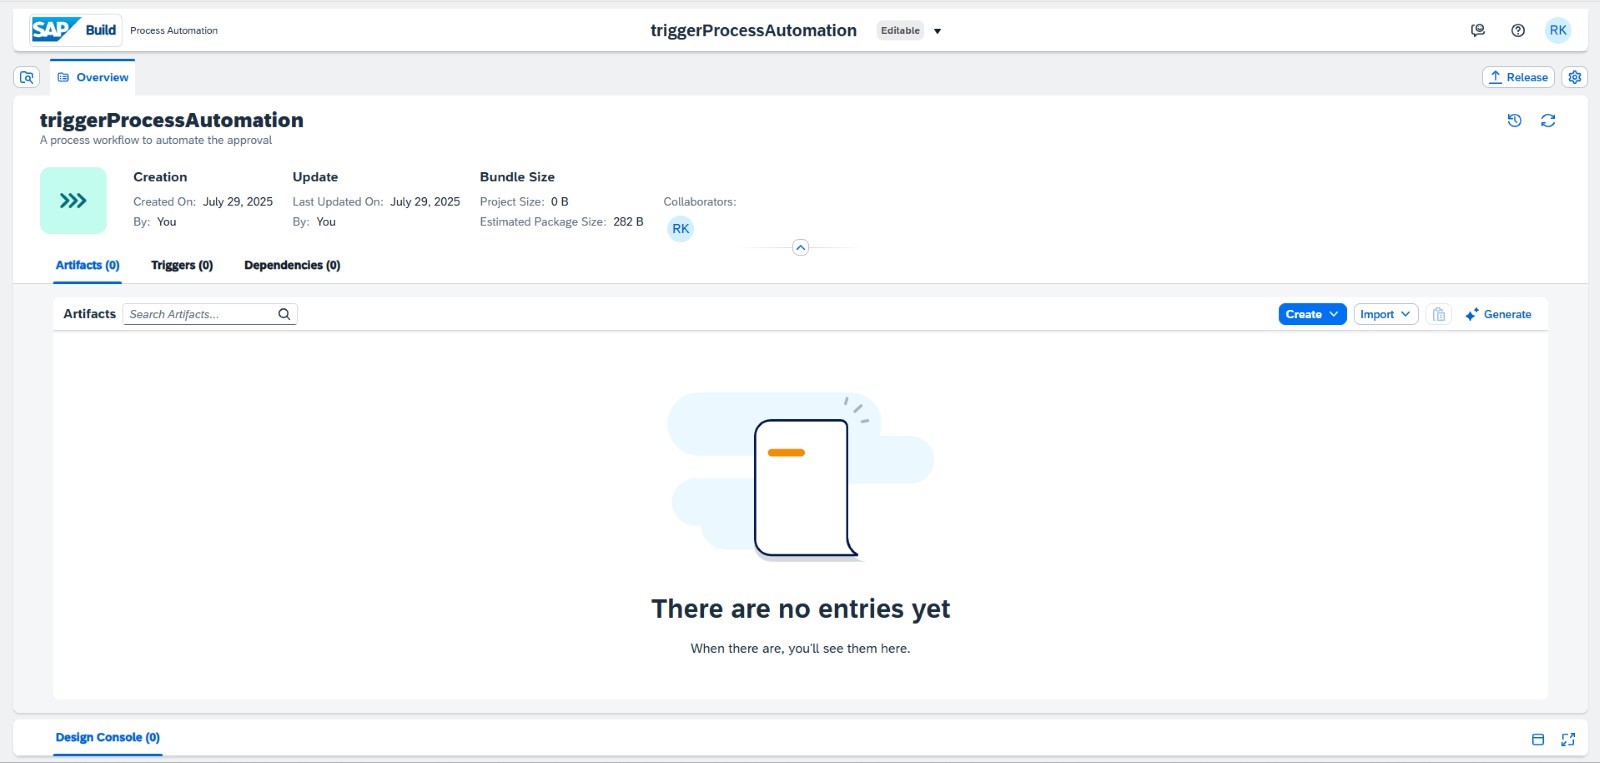 SAP Build Process Automation
triggerProcessAutomation Editable
RK
Overview
Release
triggerProcessAutomation
A process workflow to automate the approval
Creation
Created On: July 29, 2025
By: You
Update
Last Updated On: July 29, 2025
By: You
Bundle Size
Project Size: 0 B
Estimated Package Size: 282 B
Collaborators:
RK
Artifacts (0) Triggers (0) Dependencies (0)
Artifacts Search Artifacts... Create Import Generate
There are no entries yet
When there are, you'll see them here.
Design Console (0)